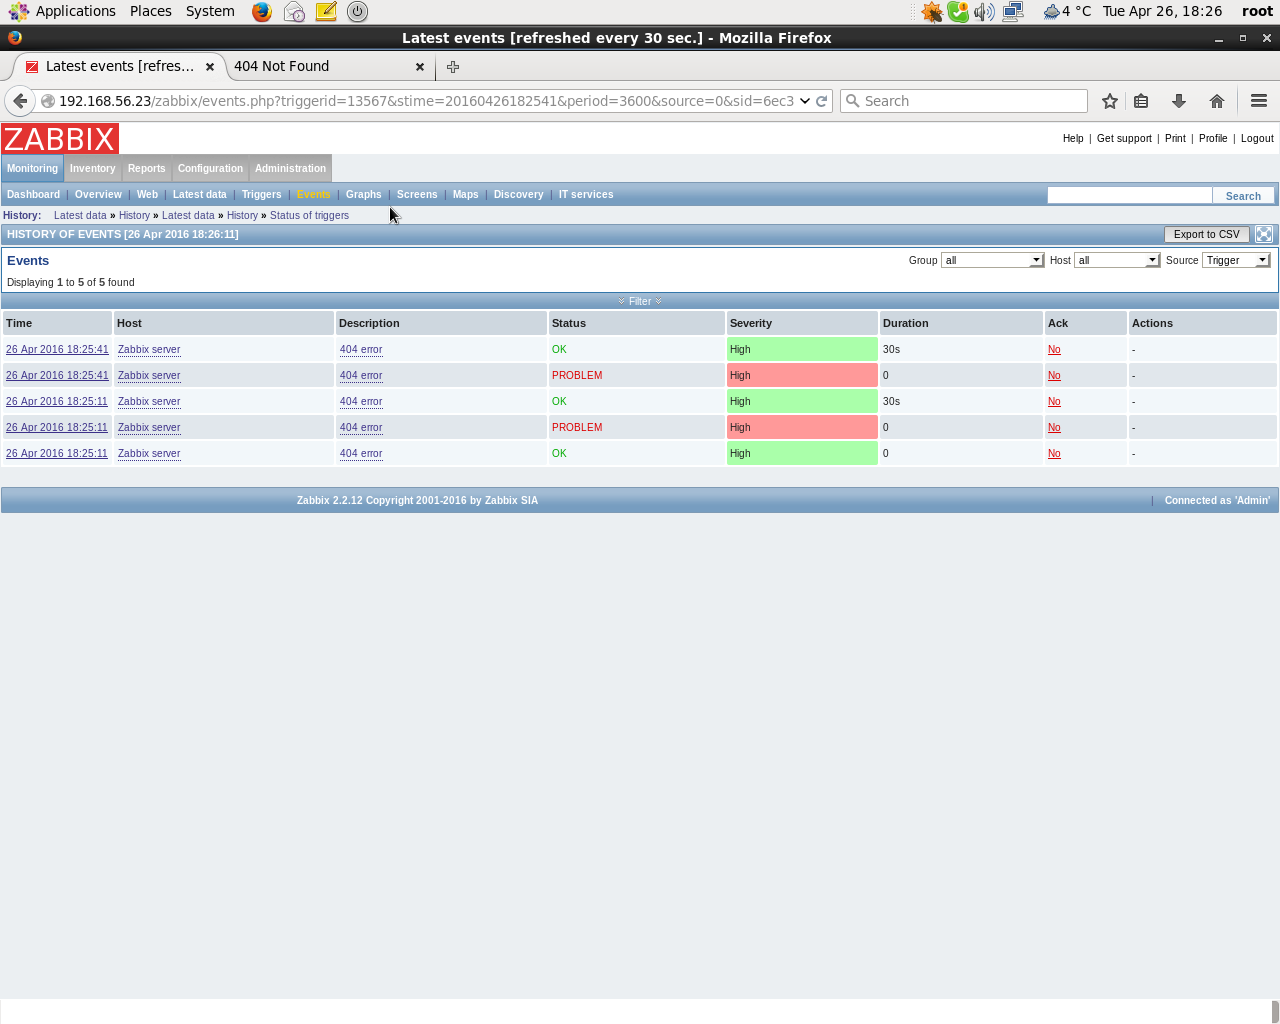 Applications Places System 4 °C Tue Apr 26, 18:26 root
Latest events [refreshed every 30 sec.] - Mozilla Firefox
Latest events [refres... 404 Not Found
192.168.56.23/zabbix/events.php?triggerid=13567&stime=20160426182541&period=3600&source=0&sid=6ec3 Search
ZABBIX Help | Get support | Print | Profile | Logout
Monitoring Inventory Reports Configuration Administration
Dashboard | Overview | Web | Latest data | Triggers | Events | Graphs | Screens | Maps | Discovery | IT services Search
History: Latest data » History » Latest data » History » Status of triggers
HISTORY OF EVENTS [26 Apr 2016 18:26:11] Export to CSV
Events Group all Host all Source Trigger
Displaying 1 to 5 of 5 found
Filter
Time Host Description Status Severity Duration Ack Actions
26 Apr 2016 18:25:41 Zabbix server 404 error OK High 30s No -
26 Apr 2016 18:25:41 Zabbix server 404 error PROBLEM High 0 No -
26 Apr 2016 18:25:11 Zabbix server 404 error OK High 30s No -
26 Apr 2016 18:25:11 Zabbix server 404 error PROBLEM High 0 No -
26 Apr 2016 18:25:11 Zabbix server 404 error OK High 0 No -
Zabbix 2.2.12 Copyright 2001-2016 by Zabbix SIA | Connected as 'Admin'